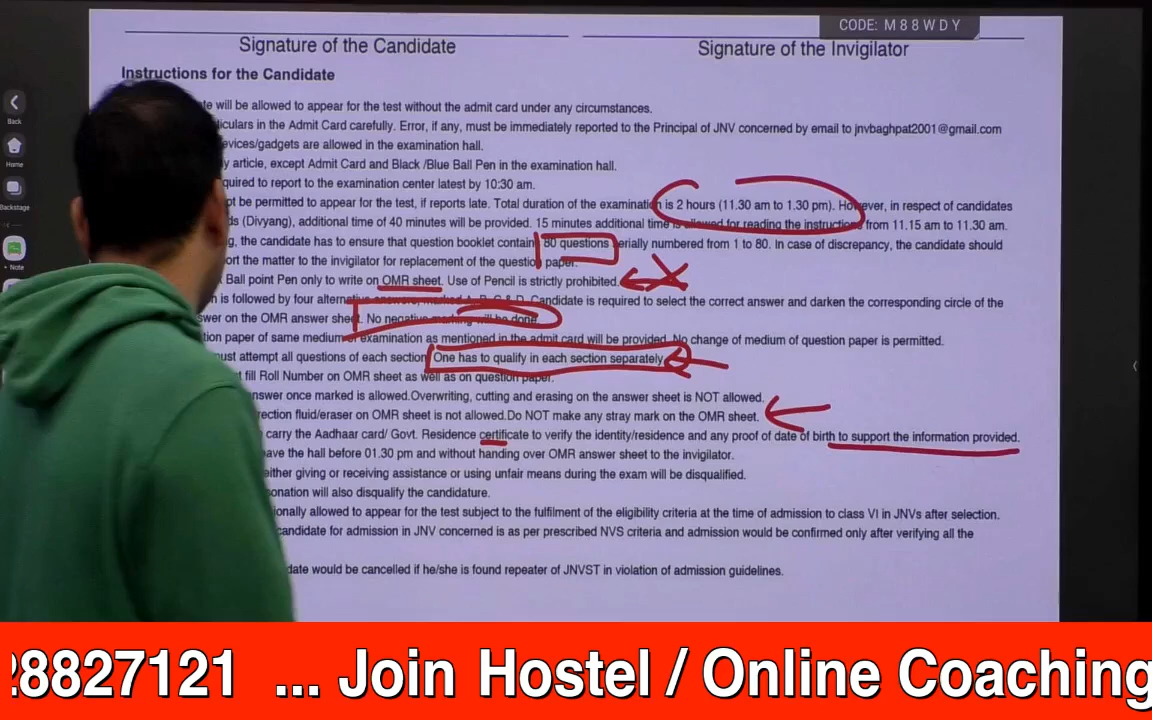 CODE: M 8 8 W D Y
Signature of the Candidate Signature of the Invigilator
Instructions for the Candidate
will be allowed to appear for the test without the admit card under any circumstances.
in the Admit Card carefully. Error, if any, must be immediately reported to the Principal of JNV concerned by email to jnvbaghpat2001@gmail.com
Back
evices/gadgets are allowed in the examination hall.
Home
y article, except Admit Card and Black /Blue Ball Pen in the examination hall.
quired to report to the examination center latest by 10:30 am.
Backstage
pt be permitted to appear for the test, if reports late. Total duration of the examination is 2 hours (11.30 am to 1.30 pm). However, in respect of candidates
ds (Divyang), additional time of 40 minutes will be provided. 15 minutes additional time is allowed for reading the instructions from 11.15 am to 11.30 am.
g, the candidate has to ensure that question booklet contains 80 questions serially numbered from 1 to 80. In case of discrepancy, the candidate should
ort the matter to the invigilator for replacement of the question paper.
Note
Ball point Pen only to write on OMR sheet. Use of Pencil is strictly prohibited.
n is followed by four alternative answers, marked A, B, C & D. Candidate is required to select the correct answer and darken the corresponding circle of the
swer on the OMR answer sheet. No negative marking will be done.
tion paper of same medium of examination as mentioned in the admit card will be provided. No change of medium of question paper is permitted.
ust attempt all questions of each section. One has to qualify in each section separately.
t fill Roll Number on OMR sheet as well as on question paper.
nswer once marked is allowed.Overwriting, cutting and erasing on the answer sheet is NOT allowed.
rection fluid/eraser on OMR sheet is not allowed.Do NOT make any stray mark on the OMR sheet.
carry the Aadhaar card/ Govt. Residence certificate to verify the identity/residence and any proof of date of birth to support the information provided.
ave the hall before 01.30 pm and without handing over OMR answer sheet to the invigilator.
either giving or receiving assistance or using unfair means during the exam will be disqualified.
onation will also disqualify the candidature.
ionally allowed to appear for the test subject to the fulfilment of the eligibility criteria at the time of admission to class VI in JNVs after selection.
candidate for admission in JNV concerned is as per prescribed NVS criteria and admission would be confirmed only after verifying all the
date would be cancelled if he/she is found repeater of JNVST in violation of admission guidelines.
28827121 ... Join Hostel / Online Coaching